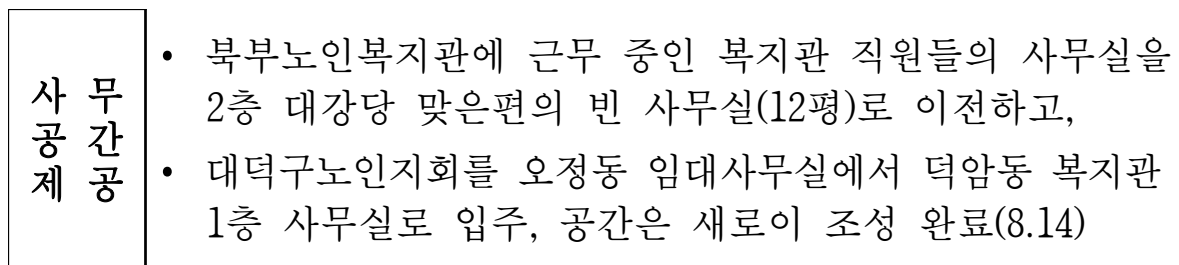 사 무
공 간
제 공
• 북부노인복지관에 근무 중인 복지관 직원들의 사무실을
2층 대강당 맞은편의 빈 사무실(12평)로 이전하고,
• 대덕구노인지회를 오정동 임대사무실에서 덕암동 복지관
1층 사무실로 입주, 공간은 새로이 조성 완료(8.14)